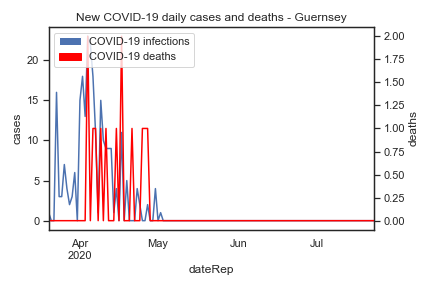 New COVID-19 daily cases and deaths - Guernsey
COVID-19 infections
COVID-19 deaths
cases
20
15
10
5
0
deaths
2.00
1.75
1.50
1.25
1.00
0.75
0.50
0.25
0.00
Apr
2020
May
Jun
Jul
dateRep